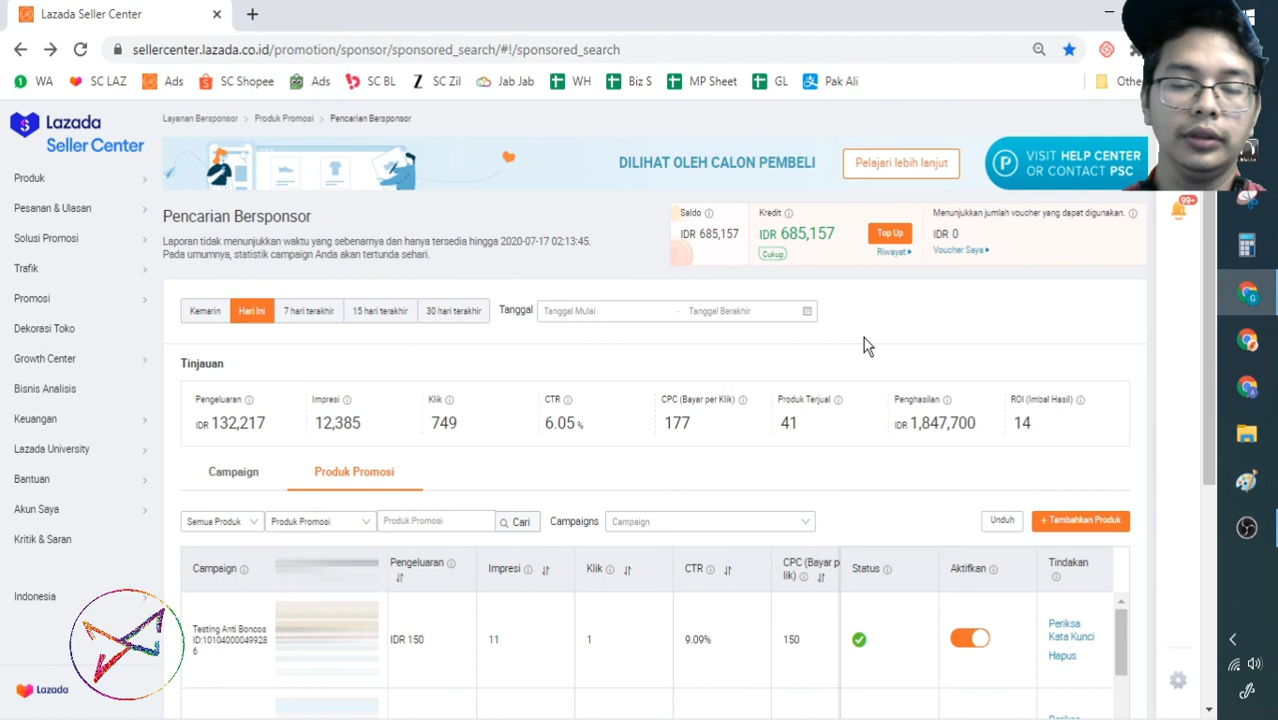 Lazada Seller Center
sellercenter.lazada.co.id/promotion/sponsor/sponsored_search/#!/sponsored_search
WA SC LAZ Ads SC Shopee Ads SC BL SC Zil Jab Jab WH Biz S MP Sheet GL Pak Ali
Lazada
Seller Center
Produk
Pesanan & Ulasan
Solusi Promosi
Trafik
Promosi
Dekorasi Toko
Growth Center
Bisnis Analisis
Keuangan
Lazada University
Bantuan
Akun Saya
Kritik & Saran
Indonesia
Lazada
Layanan Bersponsor > Produk Promosi > Pencarian Bersponsor
DILIHAT OLEH CALON PEMBELI
Pelajari lebih lanjut
VISIT HELP CENTER
OR CONTACT PSC
Pencarian Bersponsor
Laporan tidak menunjukkan waktu yang sebenarnya dan hanya tersedia hingga 2020-07-17 02:13:45.
Pada umumnya, statistik campaign Anda akan tertunda sehari.
Saldo
IDR 685,157
Kredit
IDR 685,157
Cukup
Top Up
Riwayat
Menunjukkan jumlah voucher yang dapat digunakan.
IDR 0
Voucher Saya
99+
Kemarin Hari Ini 7 hari terakhir 15 hari terakhir 30 hari terakhir Tanggal Tanggal Mulai - Tanggal Berakhir
Tinjauan
Pengeluaran Impresi Klik CTR CPC (Bayar per Klik) Produk Terjual Penghasilan ROI (Imbal Hasil)
IDR 132,217 12,385 749 6.05 % 177 41 IDR 1,847,700 14
Campaign Produk Promosi
Semua Produk Produk Promosi Produk Promosi Cari Campaigns Campaign Unduh + Tambahkan Produk
Campaign Pengeluaran Impresi Klik CTR CPC (Bayar p
lik) Status Aktifkan Tindakan
Testing Anti Boncos
ID:10104000049928
6
IDR 150 11 1 9.09% 150
Periksa
Kata Kunci
Hapus